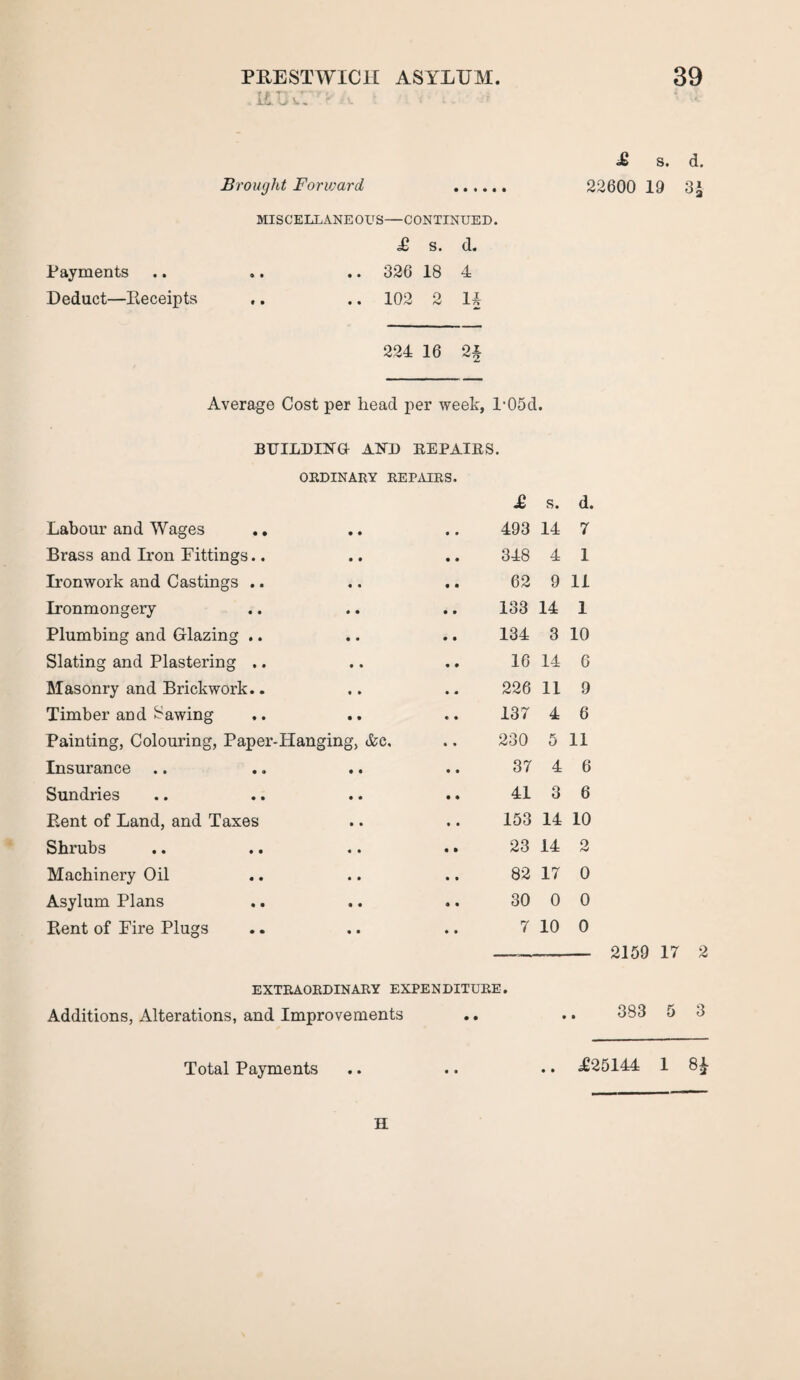 PRESTWICH ASYLUM. 39
£ s. d.
Brought Forward ...... 22600 19 3½
MISCELLANEOUS—CONTINUED.
£ s. d.
Payments .. .. .. 326 18 4
Deduct—Receipts .. .. 102 2 1½
224 16 2½
Average Cost per head per week, 1·05d.
BUILDING AND REPAIRS.
ORDINARY REPAIRS.
£ s. d.
Labour and Wages .. .. .. 493 14 7
Brass and Iron Fittings.. .. .. 348 4 1
Ironwork and Castings .. .. .. 62 9 11
Ironmongery .. .. .. 133 14 1
Plumbing and Glazing .. .. .. 134 3 10
Slating and Plastering .. .. .. 16 14 6
Masonry and Brickwork.. .. .. 226 11 9
Timber and Sawing .. .. .. 137 4 6
Painting, Colouring, Paper-Hanging, &c. .. 230 5 11
Insurance .. .. .. .. 37 4 6
Sundries .. .. .. .. 41 3 6
Rent of Land, and Taxes .. .. 153 14 10
Shrubs .. .. .. .. 23 14 2
Machinery Oil .. .. .. 82 17 0
Asylum Plans .. .. .. 30 0 0
Rent of Fire Plugs .. .. .. 7 10 0
2159 17 2
EXTRAORDINARY EXPENDITURE.
Additions, Alterations, and Improvements .. .. 383 5 3
Total Payments .. .. .. £25144 1 8½
H